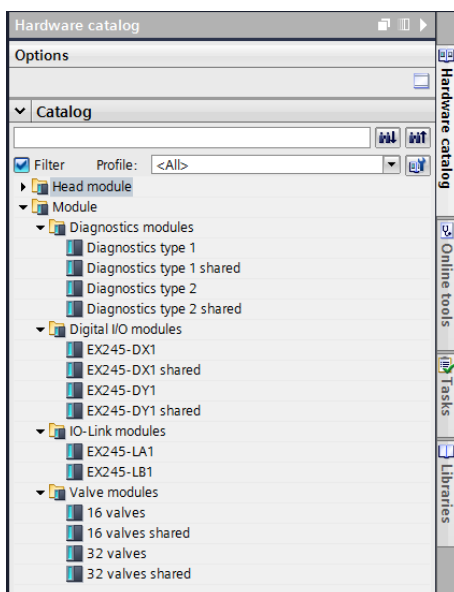 Hardware catalog
Options
Catalog
Filter Profile: <All>
Head module
Module
Diagnostics modules
Diagnostics type 1
Diagnostics type 1 shared
Diagnostics type 2
Diagnostics type 2 shared
Digital I/O modules
EX245-DX1
EX245-DX1 shared
EX245-DY1
EX245-DY1 shared
IO-Link modules
EX245-LA1
EX245-LB1
Valve modules
16 valves
16 valves shared
32 valves
32 valves shared
Hardware catalog
Online tools
Tasks
Libraries